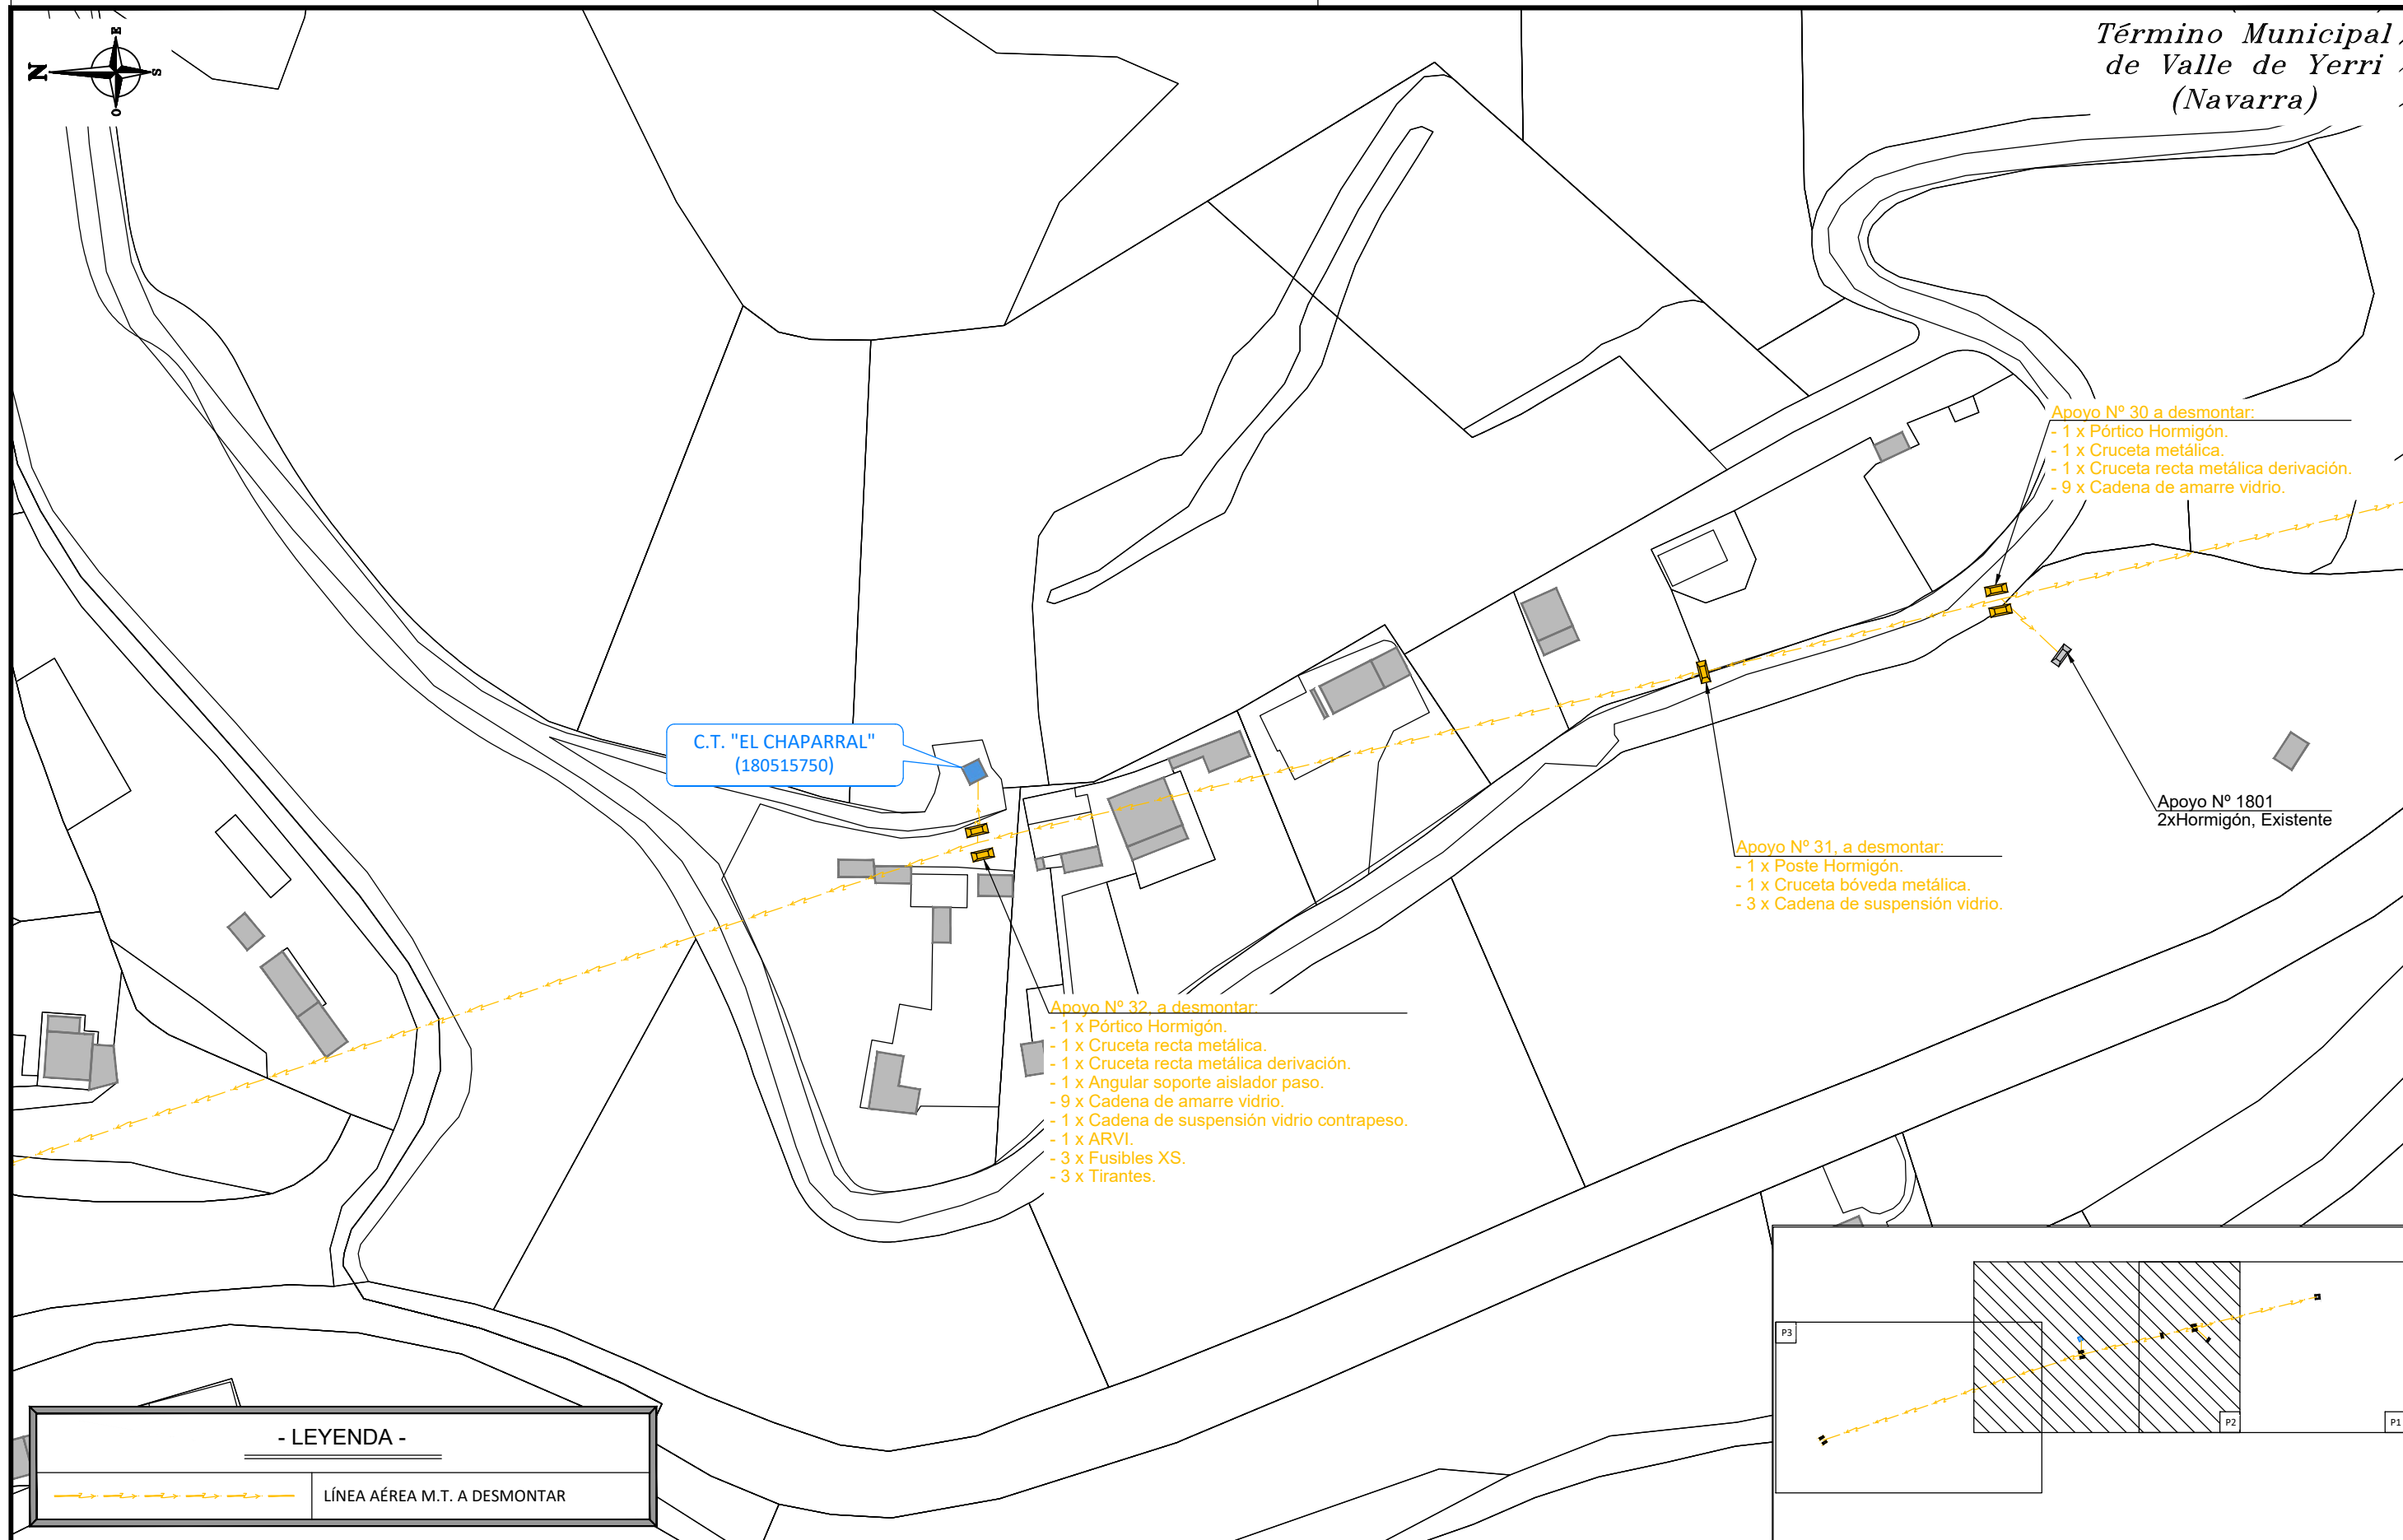 E
N
S
O
Término Municipal
de Valle de Yerri
(Navarra)
Apoyo Nº 30 a desmontar:
- 1 x Pórtico Hormigón.
- 1 x Cruceta metálica.
- 1 x Cruceta recta metálica derivación.
- 9 x Cadena de amarre vidrio.
C.T. "EL CHAPARRAL"
(180515750)
Apoyo Nº 1801
2xHormigón, Existente
Apoyo Nº 31, a desmontar:
- 1 x Poste Hormigón.
- 1 x Cruceta bóveda metálica.
- 3 x Cadena de suspensión vidrio.
Apoyo Nº 32, a desmontar:
- 1 x Pórtico Hormigón.
- 1 x Cruceta recta metálica.
- 1 x Cruceta recta metálica derivación.
- 1 x Angular soporte aislador paso.
- 9 x Cadena de amarre vidrio.
- 1 x Cadena de suspensión vidrio contrapeso.
- 1 x ARVI.
- 3 x Fusibles XS.
- 3 x Tirantes.
P3
P2
P1
- LEYENDA -
LÍNEA AÉREA M.T. A DESMONTAR